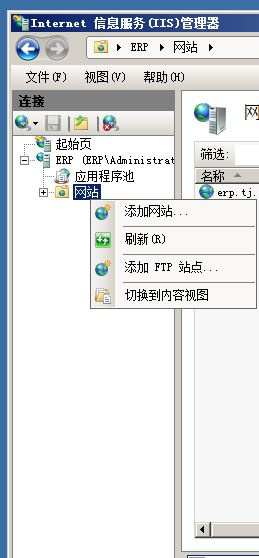 Internet 信息服务(IIS)管理器
ERP 网站
文件(F) 视图(V) 帮助(H)
连接
起始页
ERP (ERP\Administrat
应用程序池
网站
添加网站...
刷新(R)
添加 FTP 站点...
切换到内容视图
筛选:
名称
erp.tj.